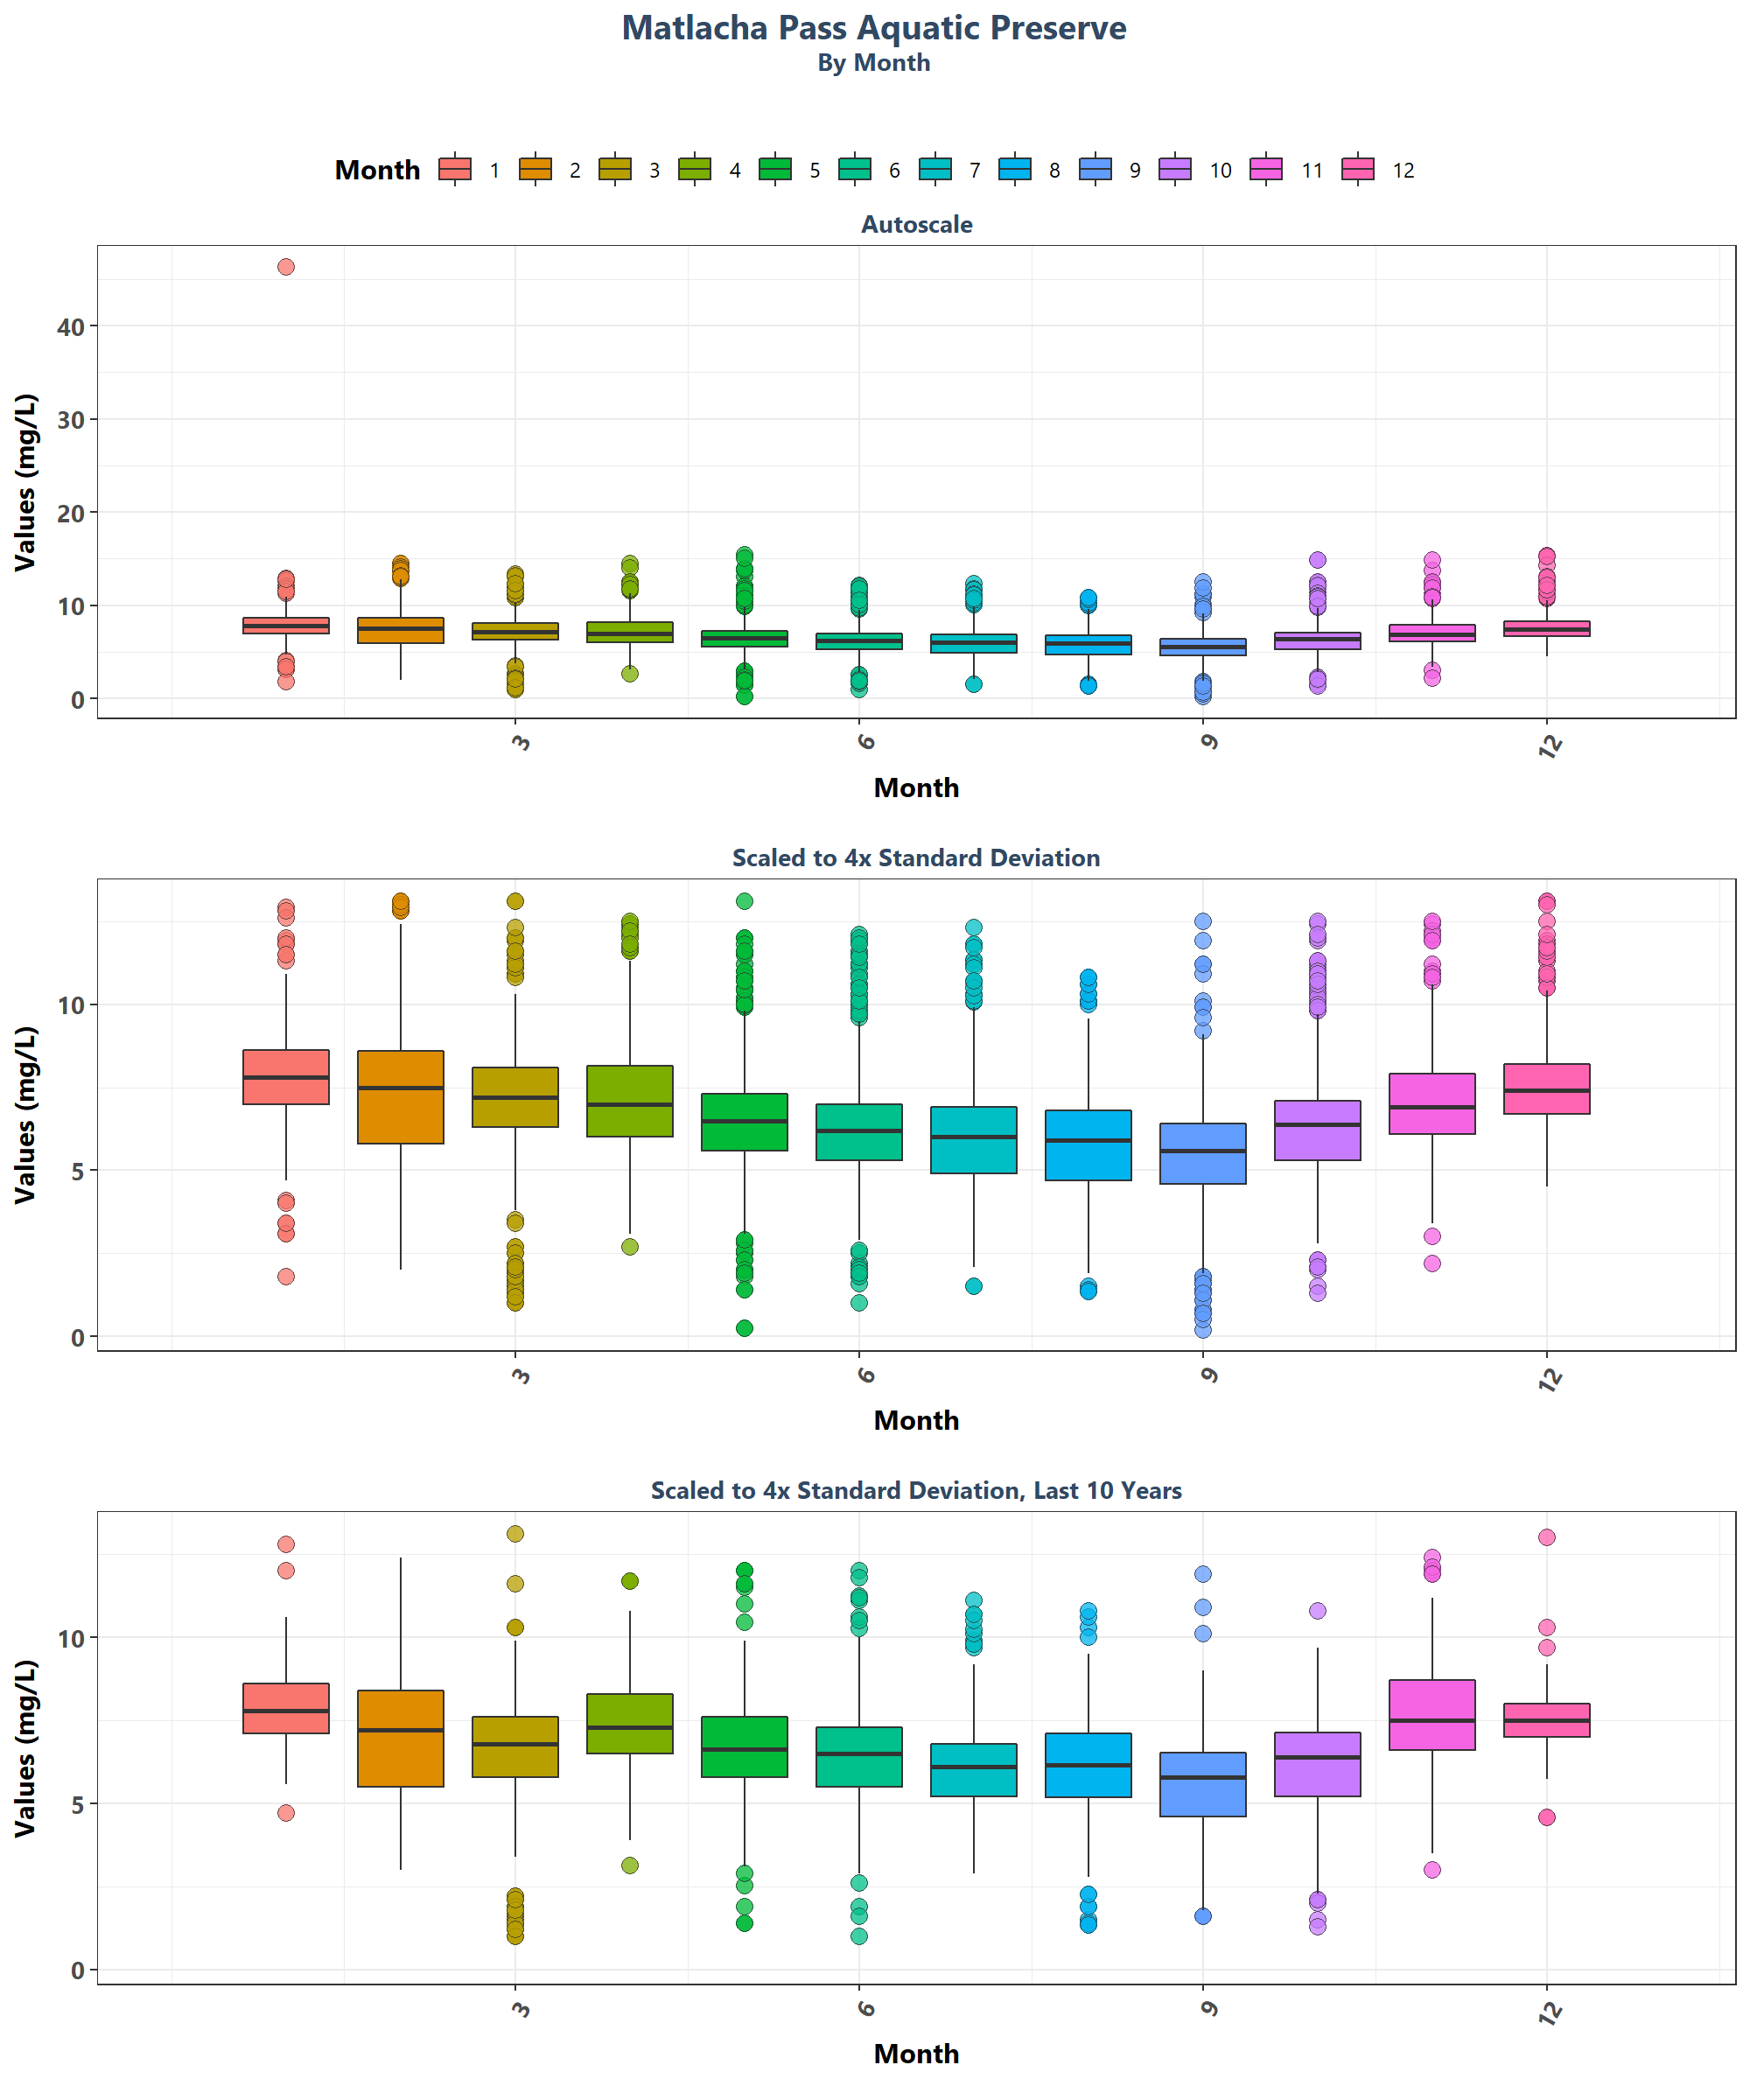 Matlacha Pass Aquatic Preserve
By Month
Month 1 2 3 4 5 6 7 8 9 10 11 12
Autoscale
Values (mg/L)
40
30
20
10
0
3 6 9 12
Month
Scaled to 4x Standard Deviation
Values (mg/L)
10
5
0
3 6 9 12
Month
Scaled to 4x Standard Deviation, Last 10 Years
Values (mg/L)
10
5
0
3 6 9 12
Month